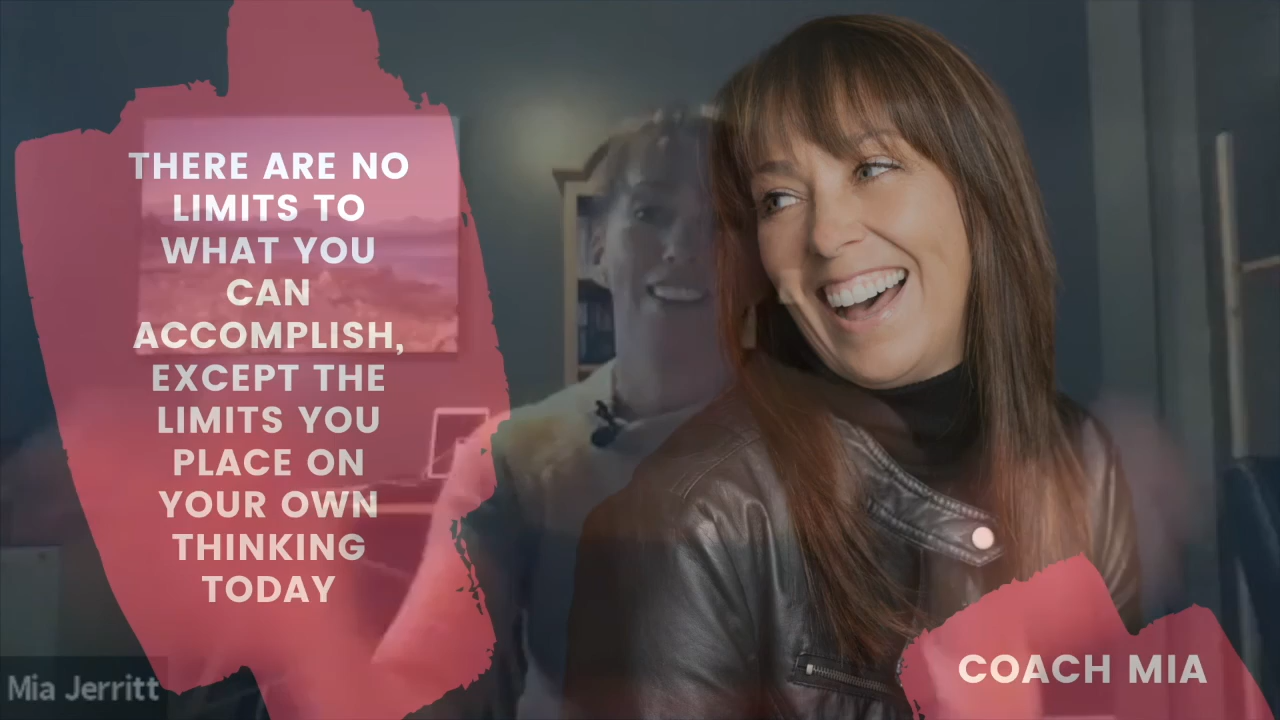 THERE ARE NO
LIMITS TO
WHAT YOU
CAN
ACCOMPLISH,
EXCEPT THE
LIMITS YOU
PLACE ON
YOUR OWN
THINKING
TODAY
COACH MIA
Mia Jerritt